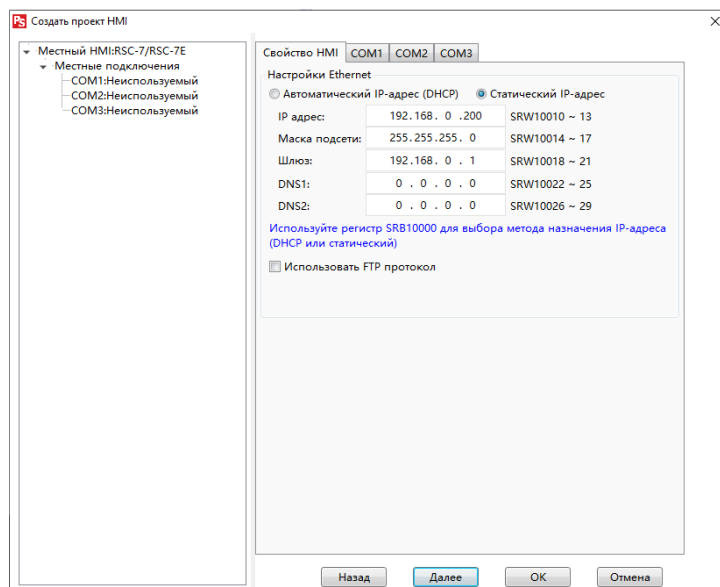 PS Создать проект HMI
Местный HMI:RSC-7/RSC-7E
Местные подключения
COM1:Неиспользуемый
COM2:Неиспользуемый
COM3:Неиспользуемый
Свойство HMI COM1 COM2 COM3
Настройки Ethernet
Автоматический IP-адрес (DHCP) Статический IP-адрес
IP адрес: 192.168. 0 .200 SRW10010 ~ 13
Маска подсети: 255.255.255. 0 SRW10014 ~ 17
Шлюз: 192.168. 0 . 1 SRW10018 ~ 21
DNS1: 0 . 0 . 0 . 0 SRW10022 ~ 25
DNS2: 0 . 0 . 0 . 0 SRW10026 ~ 29
Используйте регистр SRB10000 для выбора метода назначения IP-адреса
(DHCP или статический)
Использовать FTP протокол
Назад Далее OK Отмена